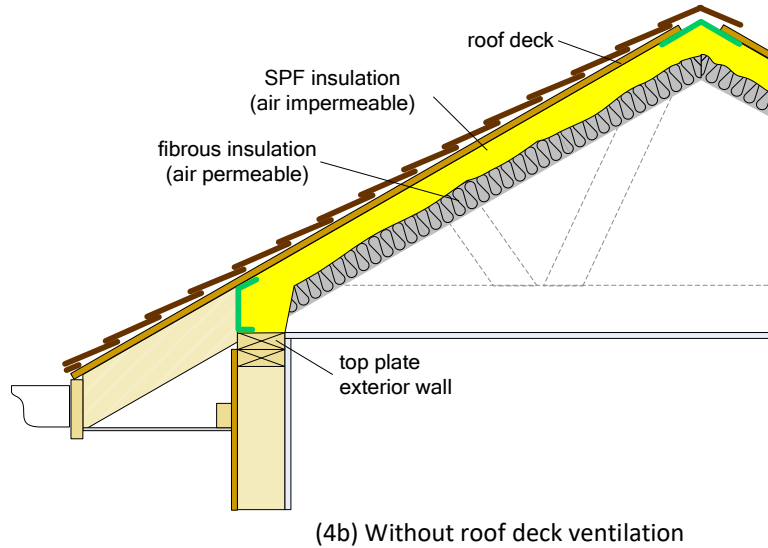 roof deck
SPF insulation
(air impermeable)
fibrous insulation
(air permeable)
top plate
exterior wall
(4b) Without roof deck ventilation